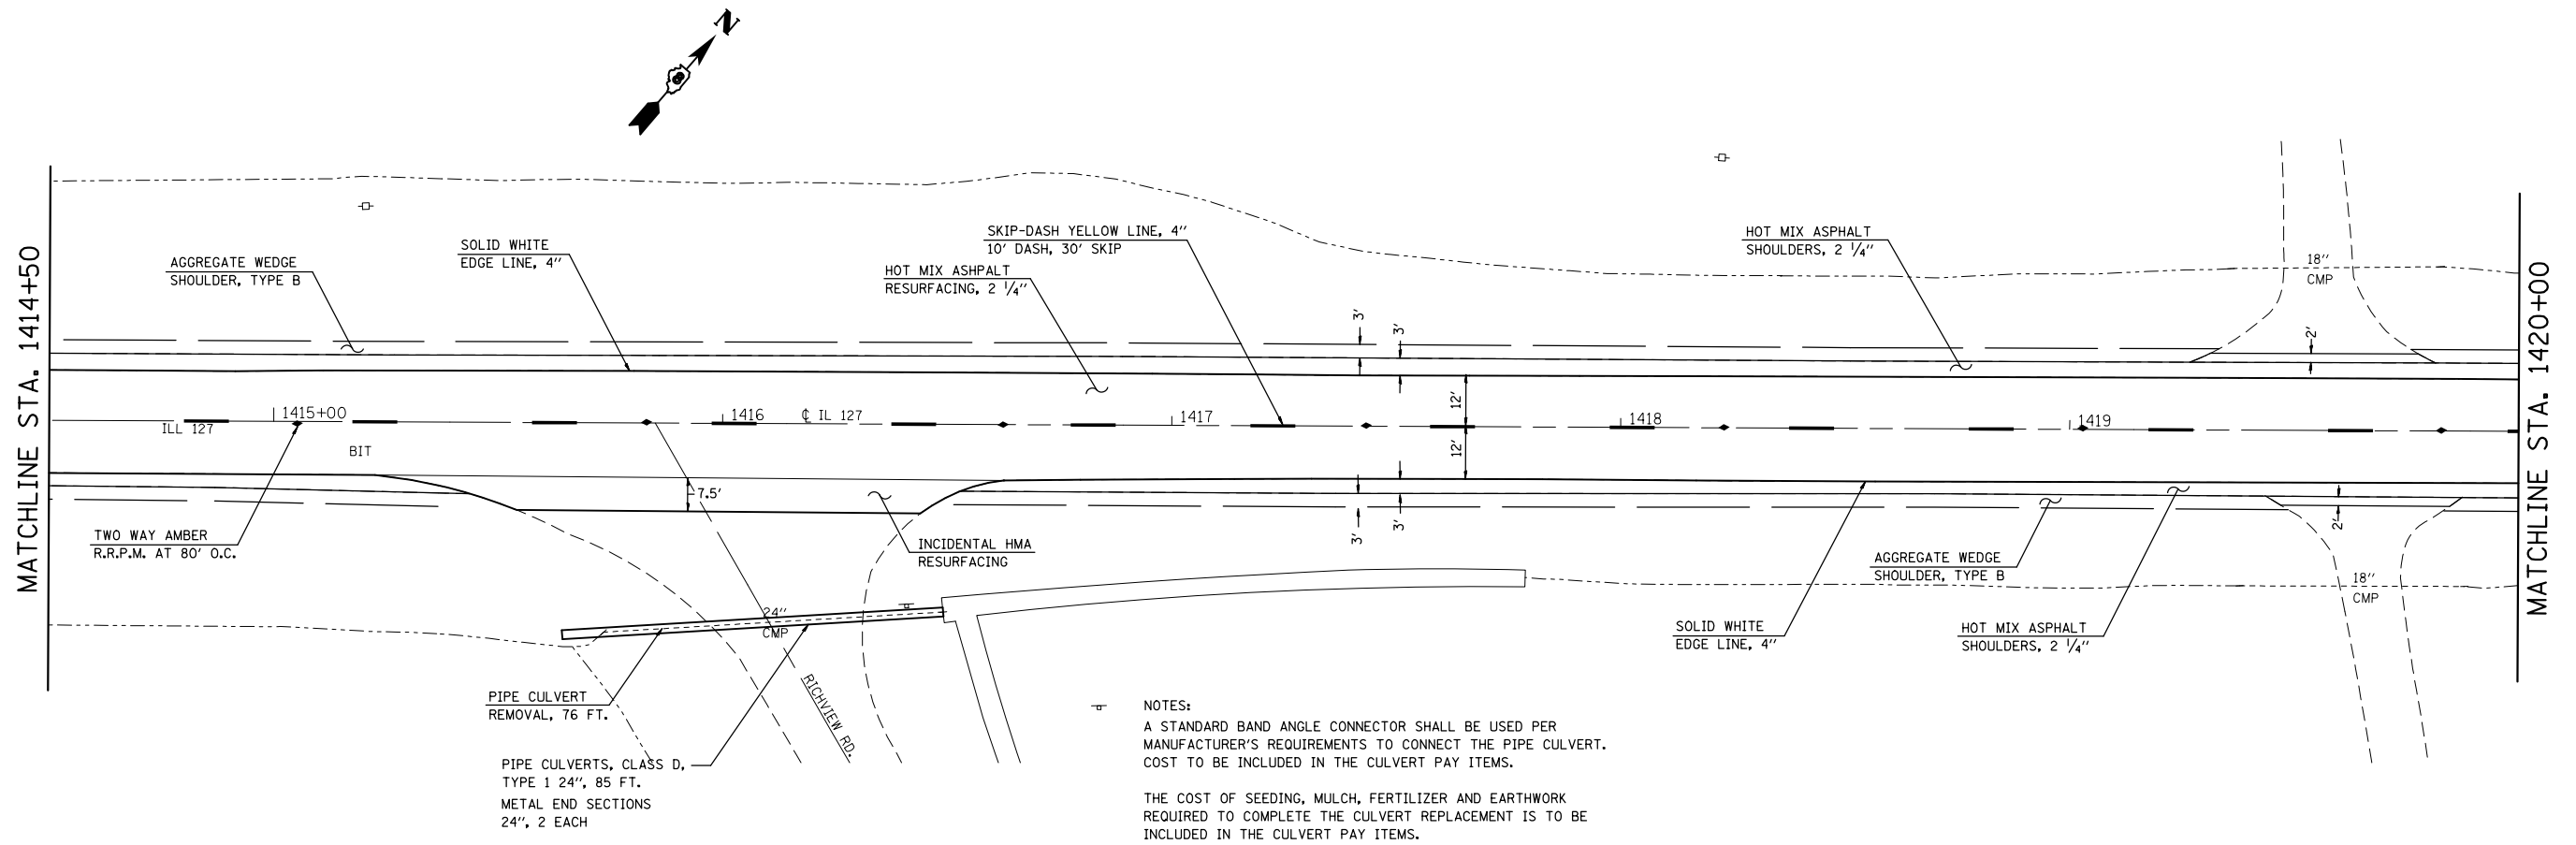 N
8
MATCHLINE STA. 1414+50
AGGREGATE WEDGE
SHOULDER, TYPE B
SOLID WHITE
EDGE LINE, 4"
HOT MIX ASHPALT
RESURFACING, 2 1/4"
SKIP-DASH YELLOW LINE, 4"
10' DASH, 30' SKIP
HOT MIX ASPHALT
SHOULDERS, 2 1/4"
18"
CMP
3'
3'
2'
12'
12'
1415+00
1416
℄ IL 127
1417
1418
1419
ILL 127
BIT
7.5'
3'
3'
2'
TWO WAY AMBER
R.R.P.M. AT 80' O.C.
INCIDENTAL HMA
RESURFACING
AGGREGATE WEDGE
SHOULDER, TYPE B
18"
CMP
24"
CMP
SOLID WHITE
EDGE LINE, 4"
HOT MIX ASPHALT
SHOULDERS, 2 1/4"
RICHVIEW RD.
PIPE CULVERT
REMOVAL, 76 FT.
PIPE CULVERTS, CLASS D,
TYPE 1 24", 85 FT.
METAL END SECTIONS
24", 2 EACH
NOTES:
A STANDARD BAND ANGLE CONNECTOR SHALL BE USED PER
MANUFACTURER'S REQUIREMENTS TO CONNECT THE PIPE CULVERT.
COST TO BE INCLUDED IN THE CULVERT PAY ITEMS.
THE COST OF SEEDING, MULCH, FERTILIZER AND EARTHWORK
REQUIRED TO COMPLETE THE CULVERT REPLACEMENT IS TO BE
INCLUDED IN THE CULVERT PAY ITEMS.
MATCHLINE STA. 1420+00